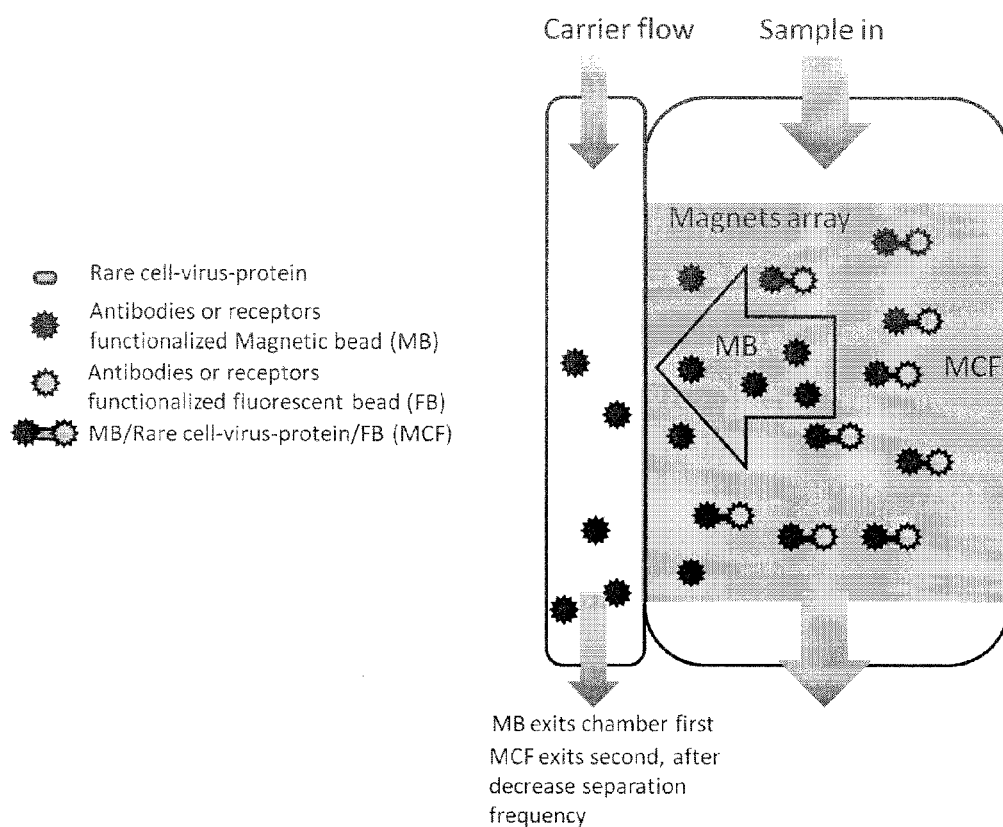 Carrier flow
Sample in
Magnets array
MB
MCF
Rare cell-virus-protein
Antibodies or receptors
functionalized Magnetic bead (MB)
Antibodies or receptors
functionalized fluorescent bead (FB)
MB/Rare cell-virus-protein/FB (MCF)
MB exits chamber first
MCF exits second, after
decrease separation
frequency